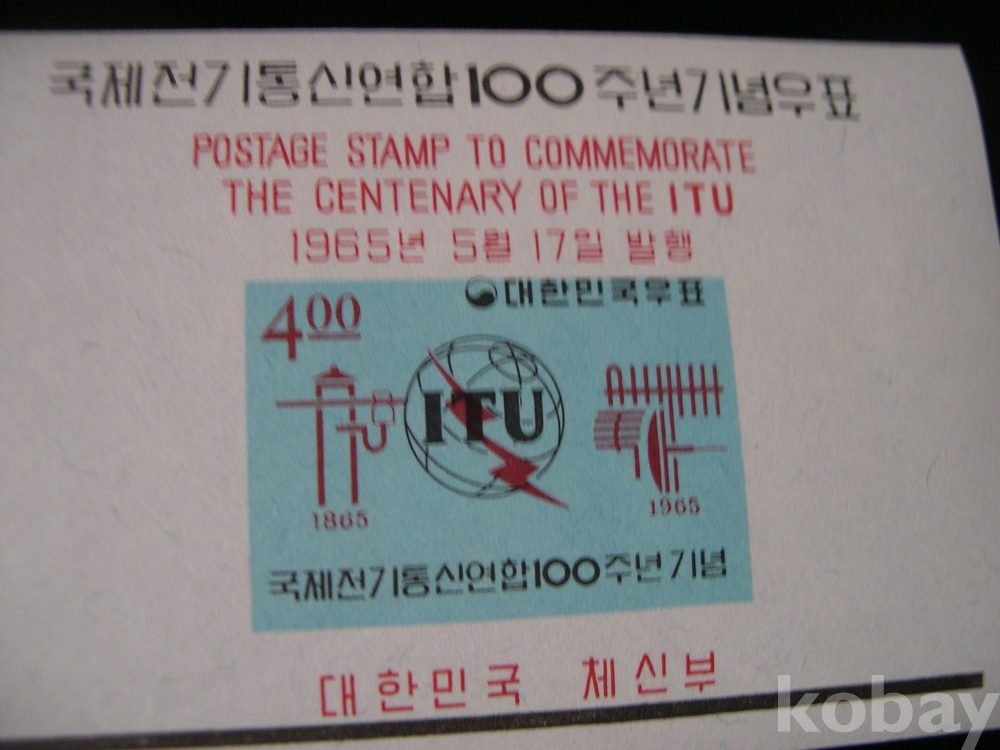 국제전기통신연합100주년기념우표
POSTAGE STAMP TO COMMEMORATE
THE CENTENARY OF THE ITU
1965년 5월 17일 발행
대한민국우표
400
ITU
1865
1965
국제전기통신연합100주년기념
대한민국 체신부
kobay